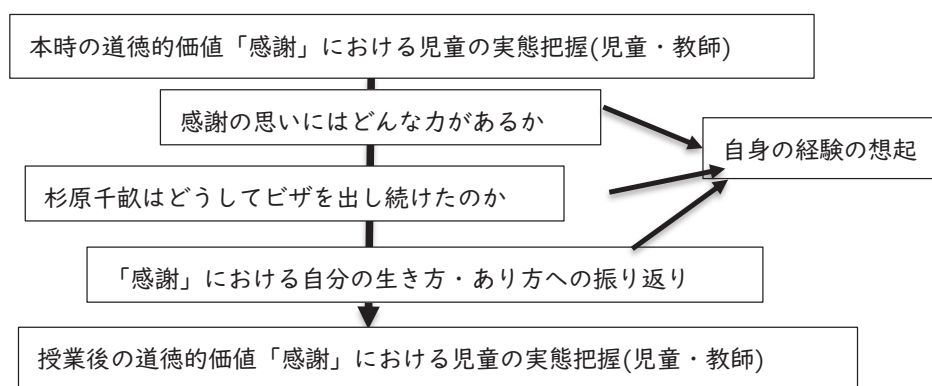 本時の道徳的価値「感謝」における児童の実態把握(児童・教師)
感謝の思いにはどんな力があるか
自身の経験の想起
杉原千畝はどうしてビザを出し続けたのか
「感謝」における自分の生き方・あり方への振り返り
授業後の道徳的価値「感謝」における児童の実態把握(児童・教師)